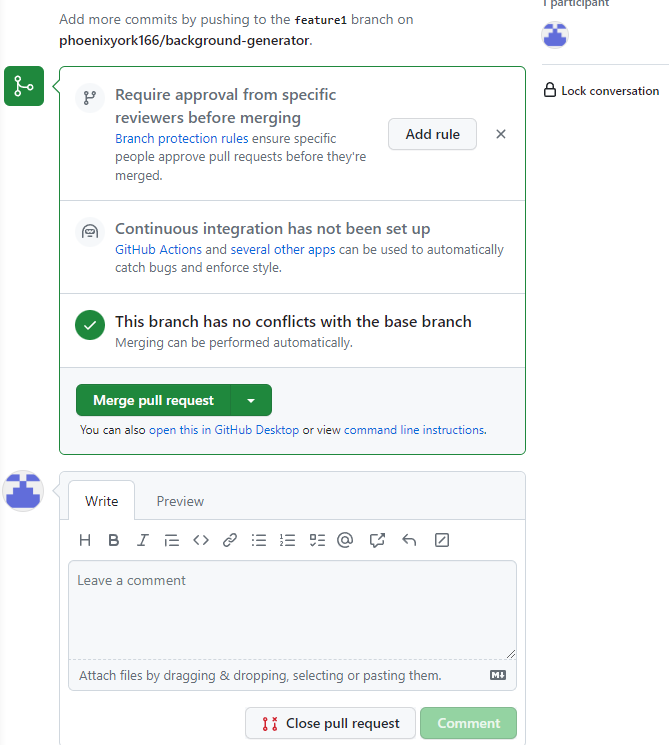 Add more commits by pushing to the feature1 branch on
phoenixyork166/background-generator.
1 participant
Lock conversation
Require approval from specific
reviewers before merging
Branch protection rules ensure specific
people approve pull requests before they're
merged.
Add rule
Continuous integration has not been set up
GitHub Actions and several other apps can be used to automatically
catch bugs and enforce style.
This branch has no conflicts with the base branch
Merging can be performed automatically.
Merge pull request
You can also open this in GitHub Desktop or view command line instructions.
Write Preview
Leave a comment
Attach files by dragging & dropping, selecting or pasting them.
Close pull request Comment